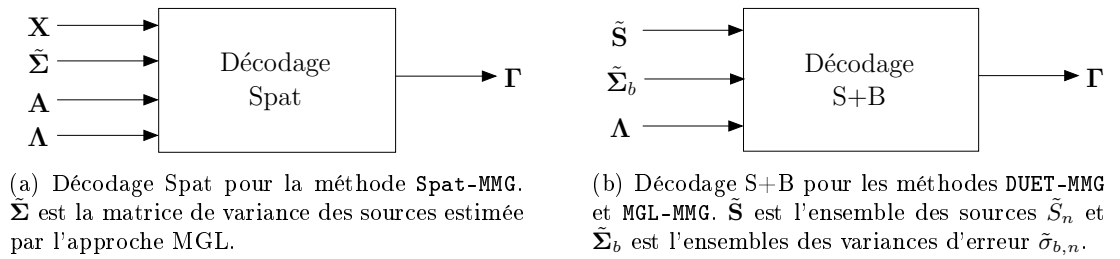 X
Σ̃
A
Λ
Décodage
Spat
Γ
(a) Décodage Spat pour la méthode Spat-MMG.
Σ̃ est la matrice de variance des sources estimée
par l'approche MGL.
S̃
Σ̃_b
Λ
Décodage
S+B
Γ
(b) Décodage S+B pour les méthodes DUET-MMG
et MGL-MMG. S̃ est l'ensemble des sources S̃_n et
Σ̃_b est l'ensembles des variances d'erreur σ̃_{b,n}.